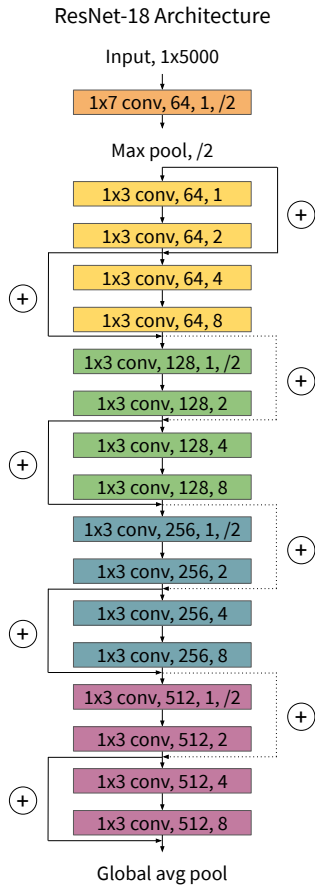 ResNet-18 Architecture
Input, 1x5000
1x7 conv, 64, 1, /2
Max pool, /2
1x3 conv, 64, 1
+
1x3 conv, 64, 2
1x3 conv, 64, 4
+
1x3 conv, 64, 8
1x3 conv, 128, 1, /2
+
1x3 conv, 128, 2
1x3 conv, 128, 4
+
1x3 conv, 128, 8
1x3 conv, 256, 1, /2
+
1x3 conv, 256, 2
1x3 conv, 256, 4
+
1x3 conv, 256, 8
1x3 conv, 512, 1, /2
+
1x3 conv, 512, 2
1x3 conv, 512, 4
+
1x3 conv, 512, 8
Global avg pool